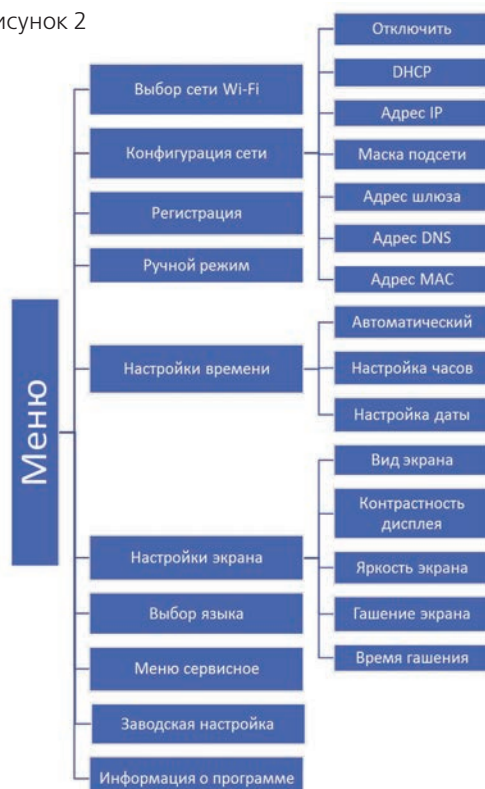 исунок 2
Меню
Выбор сети Wi-Fi
Конфигурация сети
Отключить
DHCP
Адрес IP
Маска подсети
Адрес шлюза
Адрес DNS
Адрес MAC
Регистрация
Ручной режим
Настройки времени
Автоматический
Настройка часов
Настройка даты
Настройки экрана
Вид экрана
Контрастность
дисплея
Яркость экрана
Гашение экрана
Время гашения
Выбор языка
Меню сервисное
Заводская настройка
Информация о программе